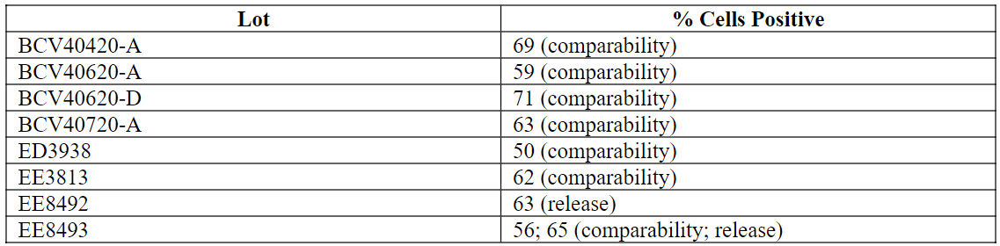 Lot % Cells Positive
BCV40420-A 69 (comparability)
BCV40620-A 59 (comparability)
BCV40620-D 71 (comparability)
BCV40720-A 63 (comparability)
ED3938 50 (comparability)
EE3813 62 (comparability)
EE8492 63 (release)
EE8493 56; 65 (comparability; release)